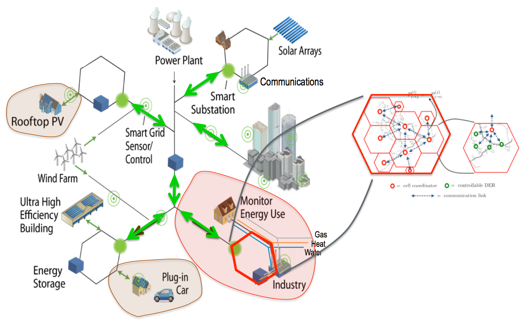 Power Plant
Solar Arrays
Communications
Smart
Substation
Rooftop PV
Smart Grid
Sensor/
Control
Wind Farm
Monitor
Energy Use
Ultra High
Efficiency
Building
Gas
Heat
Water
Energy
Storage
Plug-in
Car
Industry
= cell coordinator
= controllable DER
= communication link